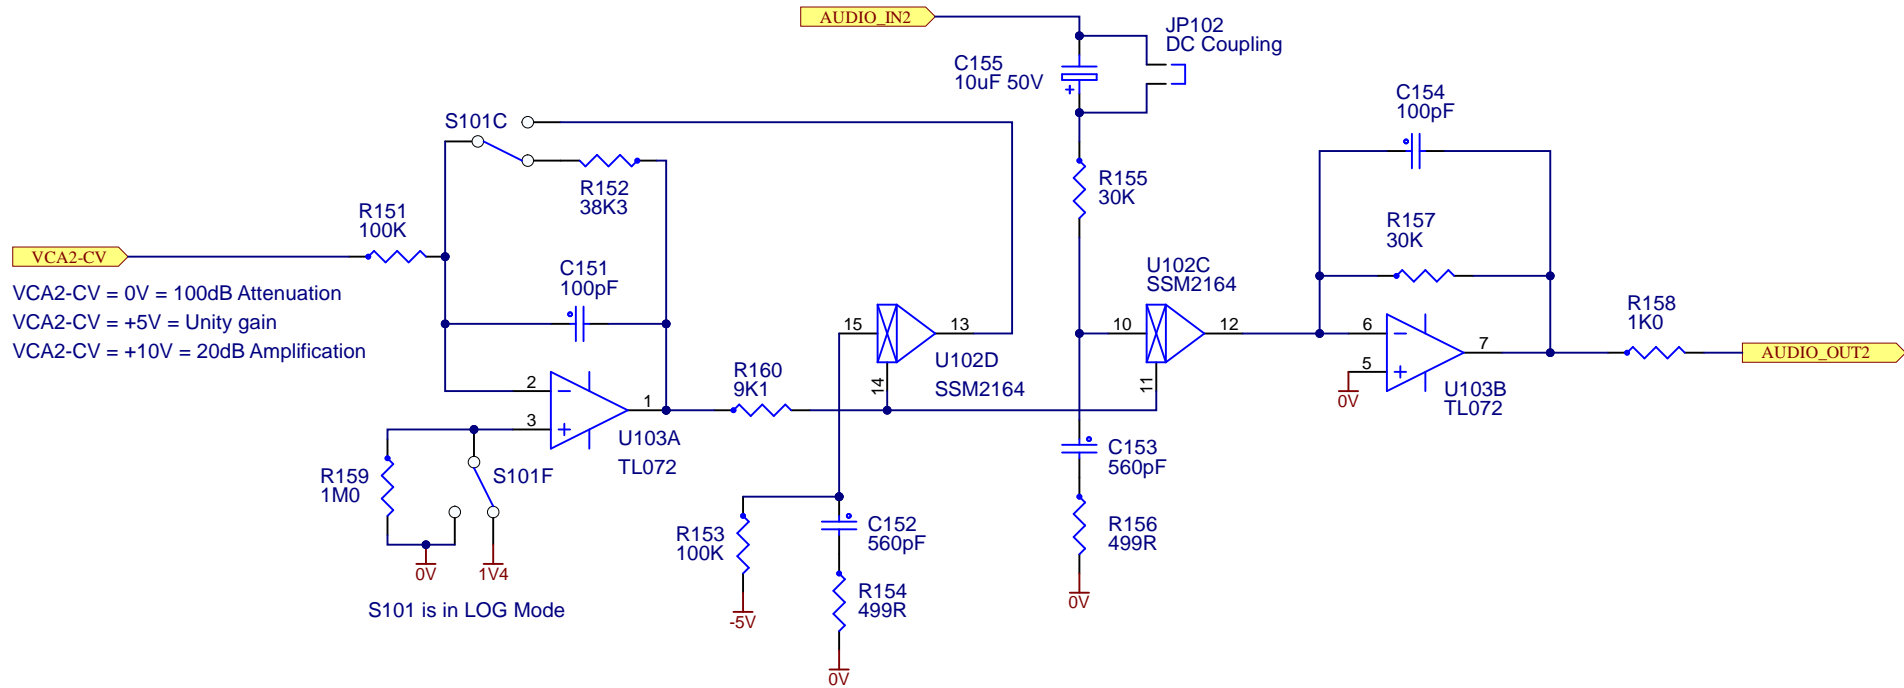 AUDIO_IN2
JP102
DC Coupling
C155
10uF 50V
+
C154
100pF
S101C
R152
38K3
R155
30K
R151
100K
R157
30K
VCA2-CV
VCA2-CV = 0V = 100dB Attenuation
VCA2-CV = +5V = Unity gain
VCA2-CV = +10V = 20dB Amplification
C151
100pF
U102C
SSM2164
10
12
11
15
13
14
U102D
SSM2164
R158
1K0
6
5
7
0V
U103B
TL072
AUDIO_OUT2
R160
9K1
2
3
1
U103A
TL072
R159
1M0
S101F
0V
1V4
S101 is in LOG Mode
C153
560pF
R156
499R
0V
R153
100K
-5V
C152
560pF
R154
499R
0V